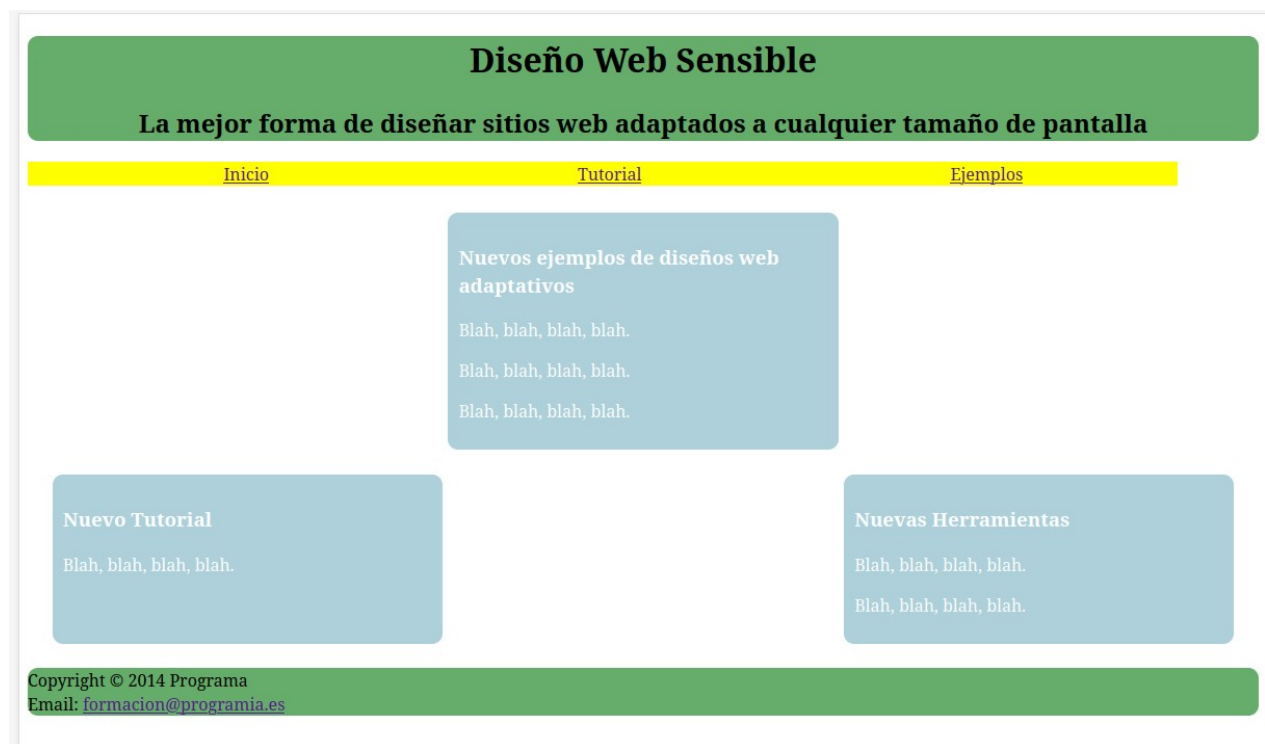 Diseño Web Sensible
La mejor forma de diseñar sitios web adaptados a cualquier tamaño de pantalla
Inicio Tutorial Ejemplos
Nuevos ejemplos de diseños web
adaptativos
Blah, blah, blah, blah.
Blah, blah, blah, blah.
Blah, blah, blah, blah.
Nuevo Tutorial
Blah, blah, blah, blah.
Nuevas Herramientas
Blah, blah, blah, blah.
Blah, blah, blah, blah.
Copyright © 2014 Programa
Email: formacion@programia.es